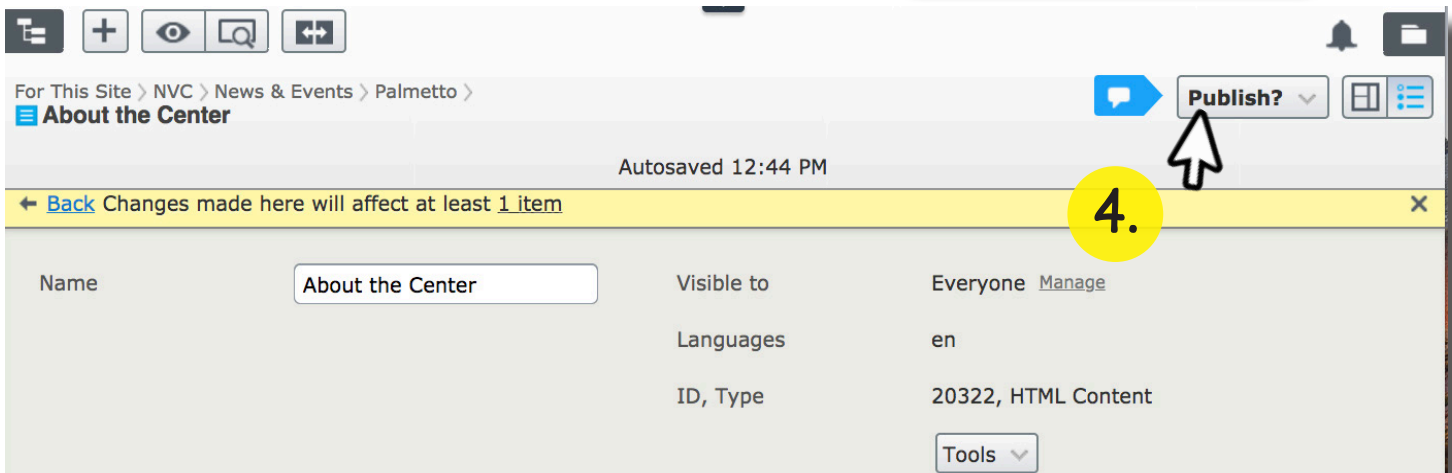 For This Site > NVC > News & Events > Palmetto >
About the Center
Publish?
Autosaved 12:44 PM
Back Changes made here will affect at least 1 item
4.
Name About the Center Visible to Everyone Manage
Languages en
ID, Type 20322, HTML Content
Tools